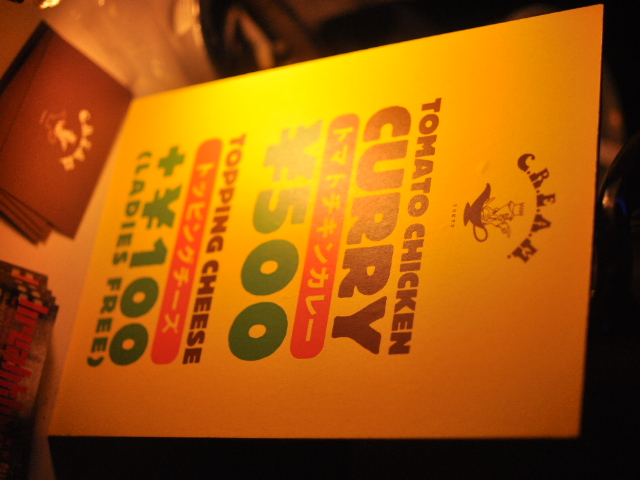 C.R.E.A.M.
TOMATO CHICKEN
CURRY
トマトチキンカレー
¥500
TOPPING CHEESE
トッピングチーズ
+¥100
(LADIES FREE)
C.R.E.A.M.